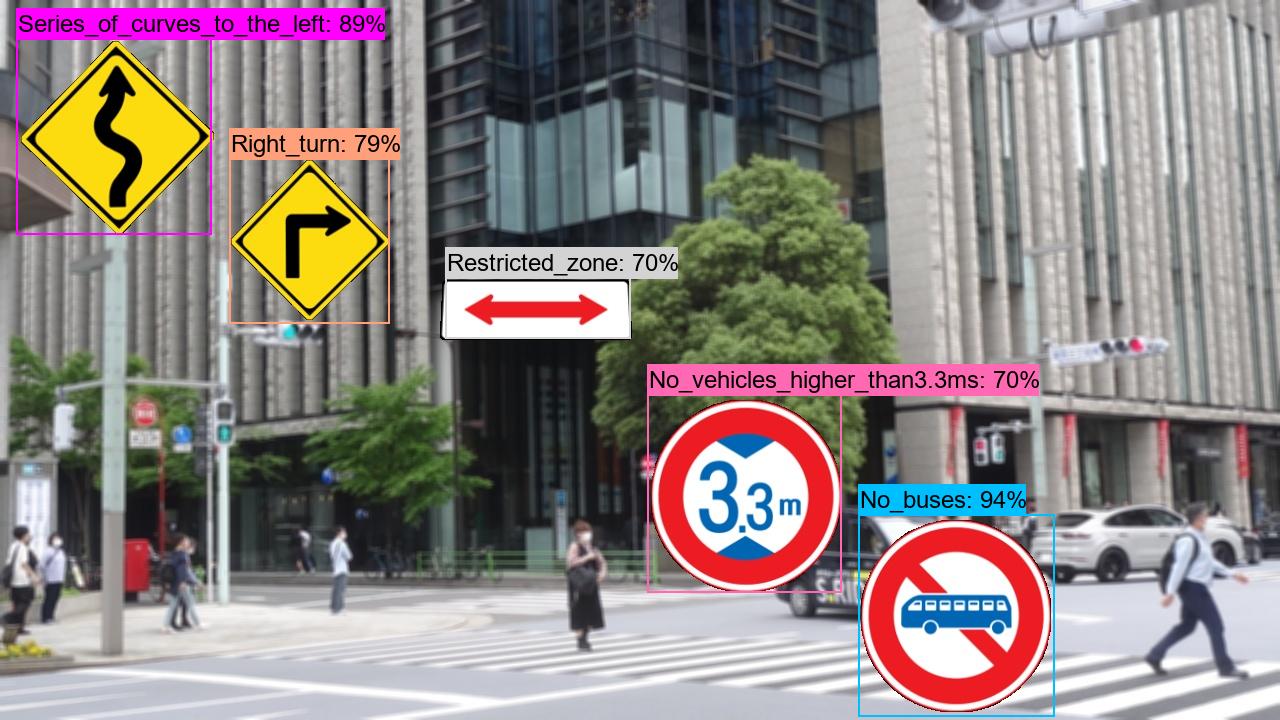 Series_of_curves_to_the_left: 89%
Right_turn: 79%
Restricted_zone: 70%
No_vehicles_higher_than3.3ms: 70%
3.3m
No_buses: 94%